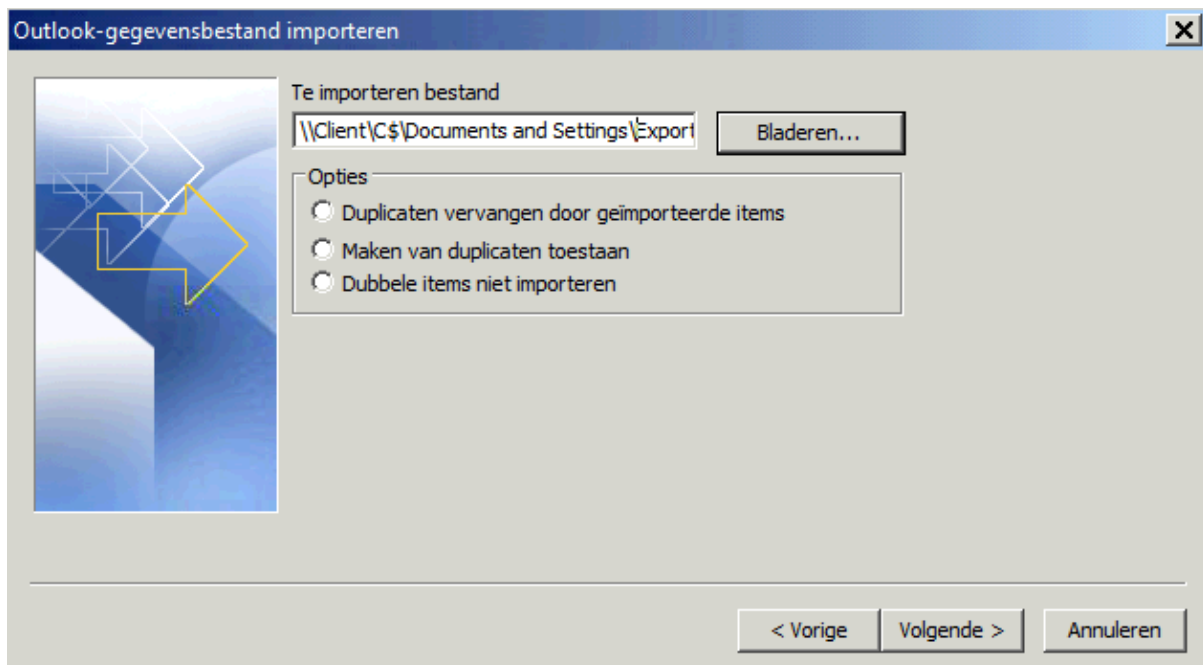 Outlook-gegevensbestand importeren
Te importeren bestand
\\Client\C$\Documents and Settings\Export
Bladeren...
Opties
Duplicaten vervangen door geïmporteerde items
Maken van duplicaten toestaan
Dubbele items niet importeren
< Vorige
Volgende >
Annuleren